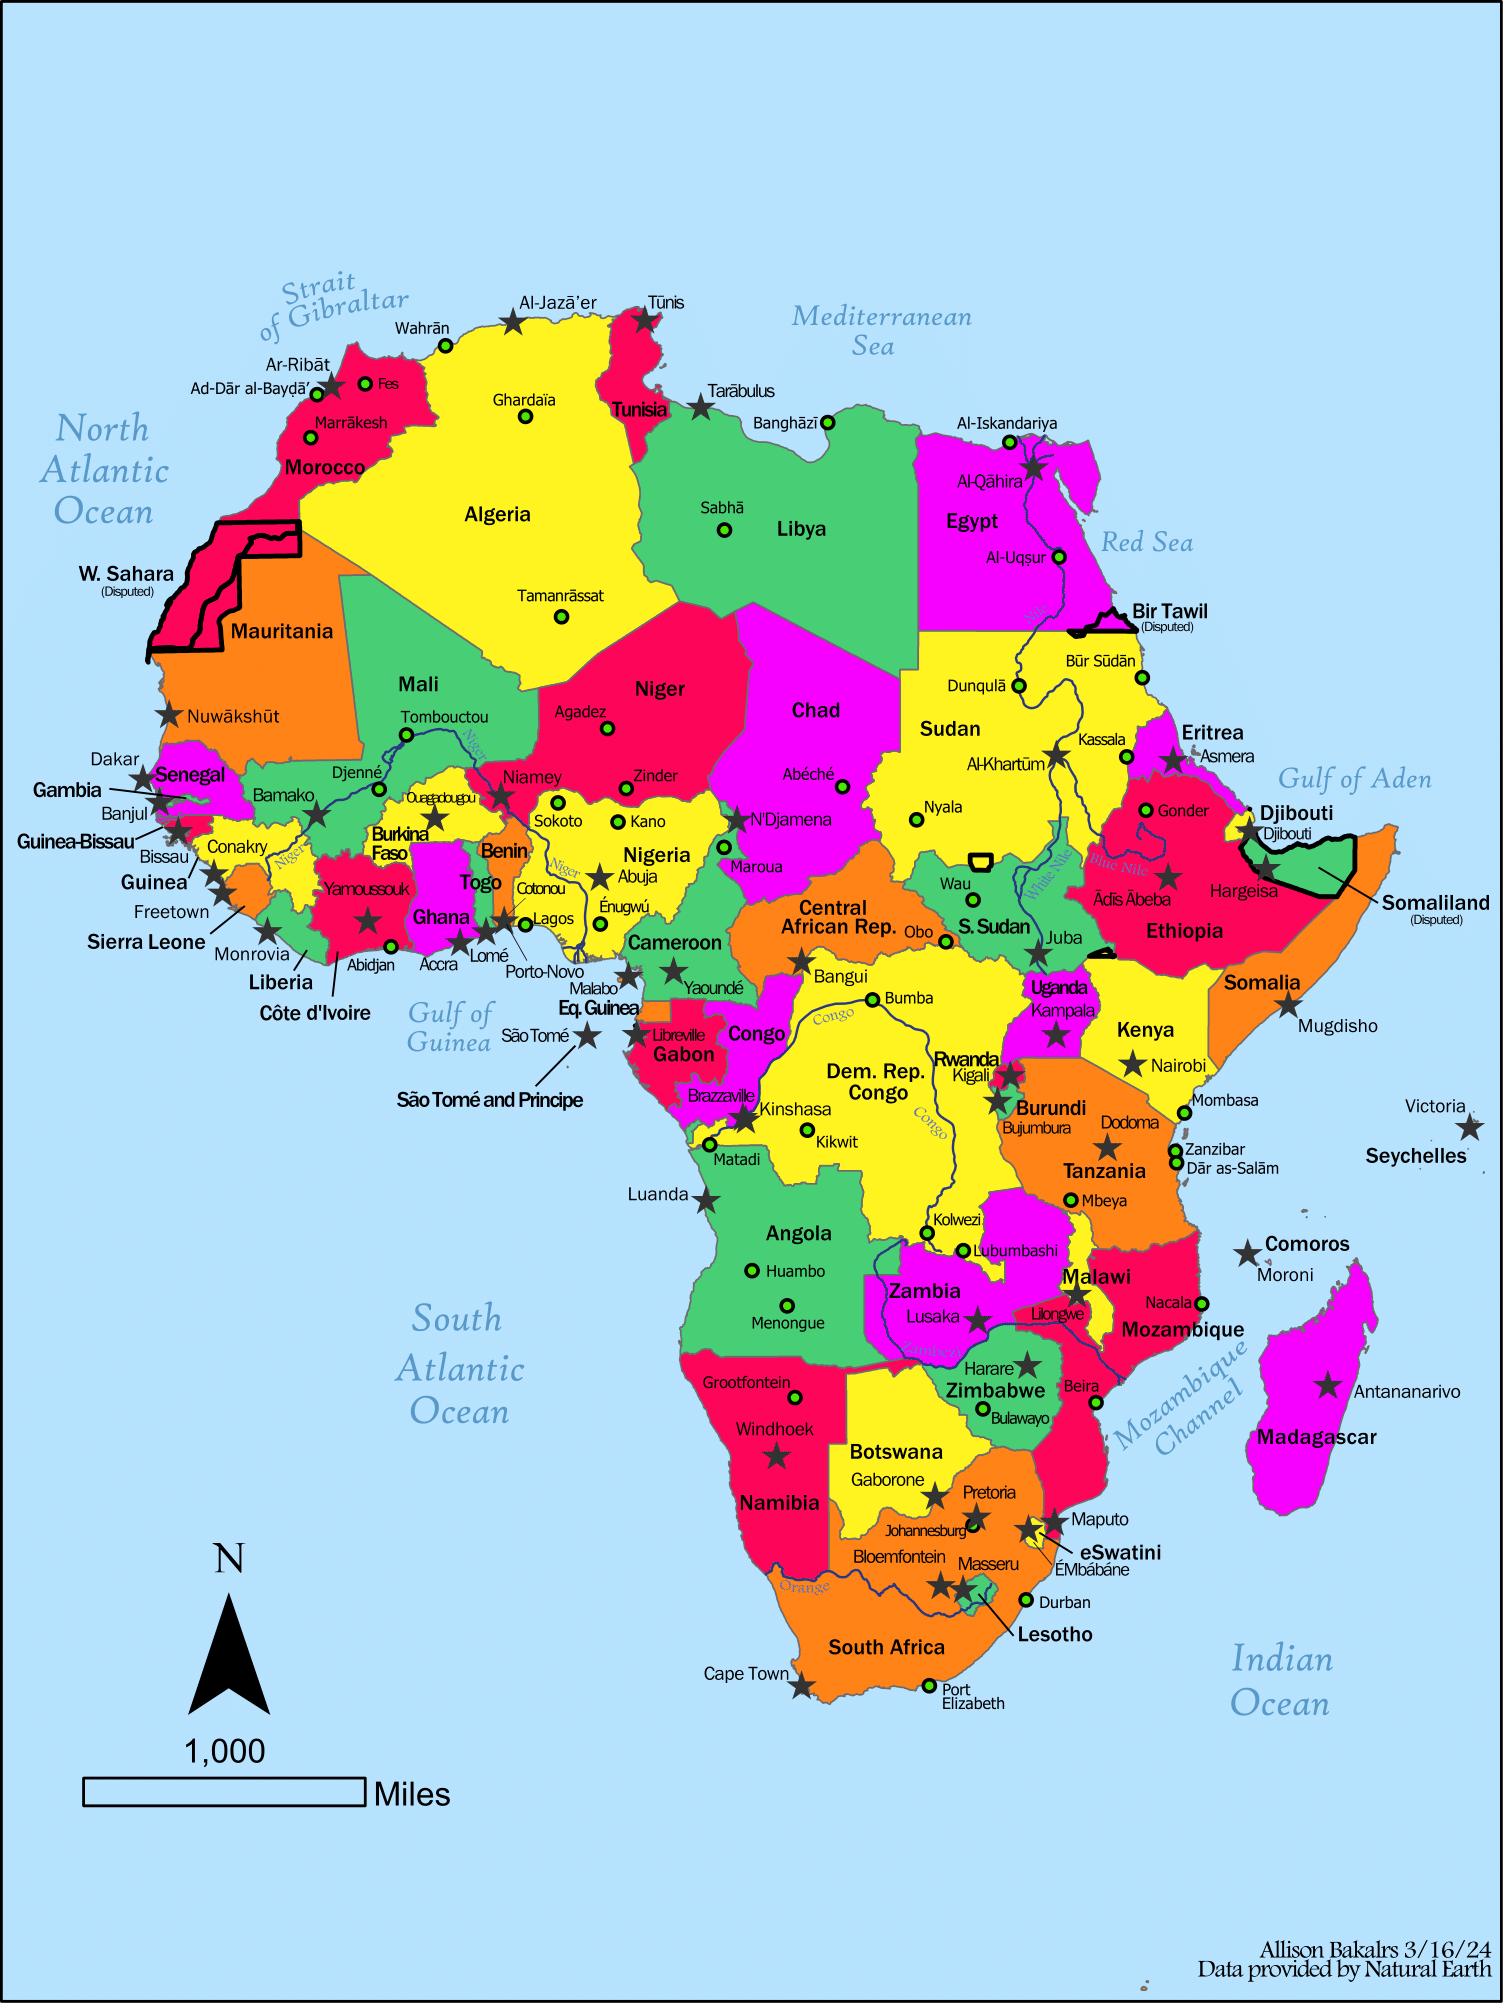 Strait
of Gibraltar
Al-Jazā'er
Tūnis
Wahrān
Mediterranean
Sea
Ar-Ribāt
Ad-Dār al-Bayḍā'
Fes
Marrākesh
Morocco
Ghardaïa
Tunisia
Tarābulus
Banghāzī
Al-Iskandariya
Al-Qāhira
North
Atlantic
Ocean
Algeria
Sabhā
Libya
Egypt
Al-Uqṣur
Red Sea
W. Sahara
(Disputed)
Tamanrāssat
Nile
Bir Tawil
(Disputed)
Mauritania
Mali
Niger
Agadez
Chad
Būr Sūdān
Dunqulā
Sudan
Nuwākshūt
Tombouctou
Niger
Eritrea
Asmera
Kassala
Al-Khartūm
Dakar
Senegal
Gambia
Banjul
Djenné
Bamako
Niamey
Zinder
Abéché
Gulf of Aden
Ouagadougou
Sokoto
Kano
N'Djamena
Nyala
Gonder
Djibouti
Djibouti
Guinea-Bissau
Bissau
Conakry
Niger
Burkina
Faso
Benin
Nigeria
Niger
Abuja
Maroua
Blue Nile
White Nile
Guinea
Freetown
Yamoussouk
Togo
Cotonou
Énugwú
Wau
Ādis Ābeba
Hargeisa
Somaliland
(Disputed)
Ghana
Lagos
Central
African Rep.
Obo
S. Sudan
Ethiopia
Sierra Leone
Monrovia
Liberia
Abidjan
Accra
Lomé
Porto-Novo
Cameroon
Bangui
Juba
Côte d'Ivoire
Malabo
Yaoundé
Eq. Guinea
Bumba
Uganda
Kampala
Somalia
Gulf of
Guinea
São Tomé
Libreville
Gabon
Congo
Congo
Kenya
Mugdisho
Dem. Rep.
Congo
Rwanda
Kigali
Nairobi
São Tomé and Principe
Brazzaville
Kinshasa
Kikwit
Congo
Burundi
Bujumbura
Dodoma
Mombasa
Victoria
Seychelles
Matadi
Zanzibar
Dār as-Salām
Tanzania
Mbeya
Luanda
Angola
Kolwezi
Lubumbashi
Comoros
Moroni
Huambo
Menongue
Zambia
Lusaka
Malawi
Lilongwe
Nacala
Mozambique
South
Atlantic
Ocean
Zambezi
Harare
Zimbabwe
Bulawayo
Beira
Mozambique
Channel
Antananarivo
Madagascar
Grootfontein
Windhoek
Namibia
Botswana
Gaborone
Pretoria
Johannesburg
Maputo
eSwatini
ÉMbábáne
Bloemfontein
Masseru
Orange
Durban
Lesotho
South Africa
Cape Town
Port
Elizabeth
Indian
Ocean
N
1,000
Miles
Allison Bakalrs 3/16/24
Data provided by Natural Earth